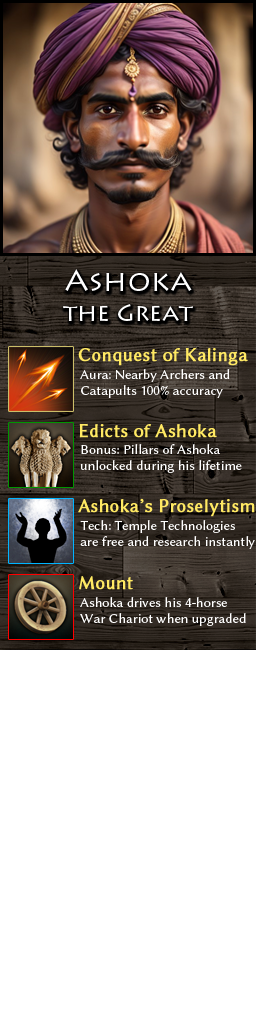 Ashoka
the Great
Conquest of Kalinga
Aura: Nearby Archers and
Catapults 100% accuracy
Edicts of Ashoka
Bonus: Pillars of Ashoka
unlocked during his lifetime
Ashoka's Proselytism
Tech: Temple Technologies
are free and research instantly
Mount
Ashoka drives his 4-horse
War Chariot when upgraded